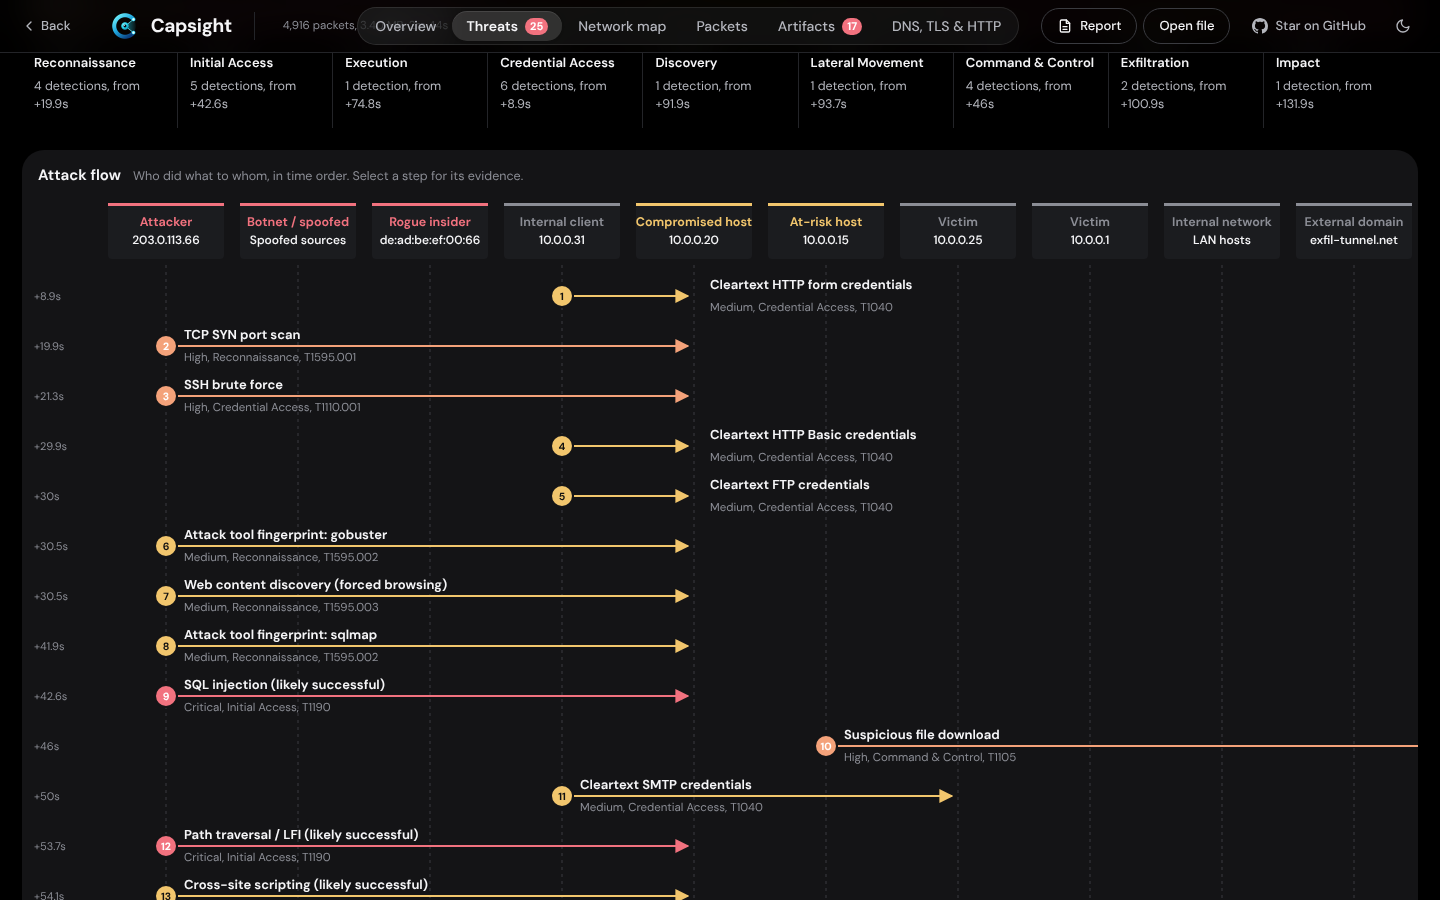 Back
Capsight
4,916 packets,
Overview
Threats 25
Network map
Packets
Artifacts 17
DNS, TLS & HTTP
Report
Open file
Star on GitHub
Reconnaissance
4 detections, from
+19.9s
Initial Access
5 detections, from
+42.6s
Execution
1 detection, from
+74.8s
Credential Access
6 detections, from
+8.9s
Discovery
1 detection, from
+91.9s
Lateral Movement
1 detection, from
+93.7s
Command & Control
4 detections, from
+46s
Exfiltration
2 detections, from
+100.9s
Impact
1 detection, from
+131.9s
Attack flow Who did what to whom, in time order. Select a step for its evidence.
Attacker
203.0.113.66
Botnet / spoofed
Spoofed sources
Rogue insider
de:ad:be:ef:00:66
Internal client
10.0.0.31
Compromised host
10.0.0.20
At-risk host
10.0.0.15
Victim
10.0.0.25
Victim
10.0.0.1
Internal network
LAN hosts
External domain
exfil-tunnel.net
+8.9s
1
Cleartext HTTP form credentials
Medium, Credential Access, T1040
+19.9s
2
TCP SYN port scan
High, Reconnaissance, T1595.001
+21.3s
3
SSH brute force
High, Credential Access, T1110.001
+29.9s
4
Cleartext HTTP Basic credentials
Medium, Credential Access, T1040
+30s
5
Cleartext FTP credentials
Medium, Credential Access, T1040
+30.5s
6
Attack tool fingerprint: gobuster
Medium, Reconnaissance, T1595.002
+30.5s
7
Web content discovery (forced browsing)
Medium, Reconnaissance, T1595.003
+41.9s
8
Attack tool fingerprint: sqlmap
Medium, Reconnaissance, T1595.002
+42.6s
9
SQL injection (likely successful)
Critical, Initial Access, T1190
+46s
10
Suspicious file download
High, Command & Control, T1105
+50s
11
Cleartext SMTP credentials
Medium, Credential Access, T1040
+53.7s
12
Path traversal / LFI (likely successful)
Critical, Initial Access, T1190
+54.1s
13
Cross-site scripting (likely successful)